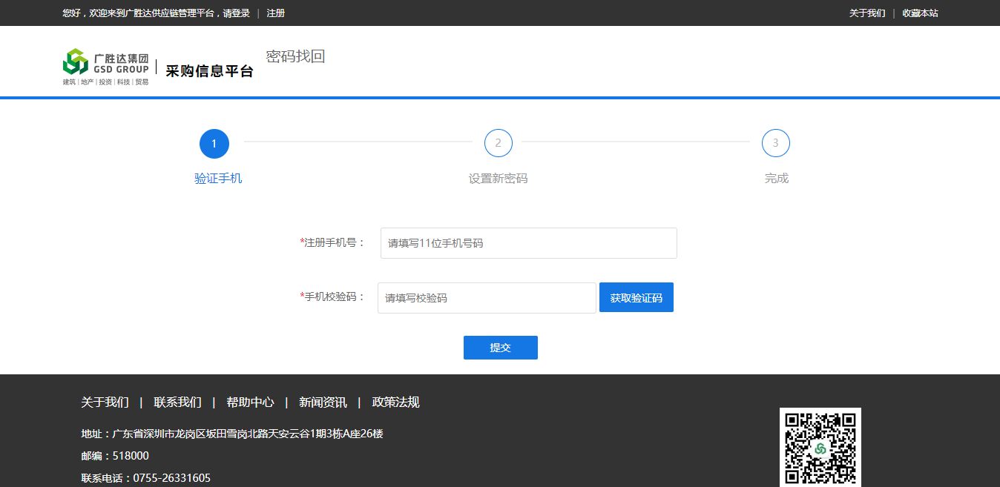 您好，欢迎来到广胜达供应链管理平台，请登录 | 注册
关于我们 | 收藏本站
广胜达集团
GSD GROUP
建筑 | 地产 | 投资 | 科技 | 贸易
采购信息平台
密码找回
1
2
3
验证手机
设置新密码
完成
*注册手机号：
请填写11位手机号码
*手机校验码：
请填写校验码
获取验证码
提交
关于我们 | 联系我们 | 帮助中心 | 新闻资讯 | 政策法规
地址：广东省深圳市龙岗区坂田雪岗北路天安云谷1期3栋A座26楼
邮编：518000
联系电话：0755-26331605